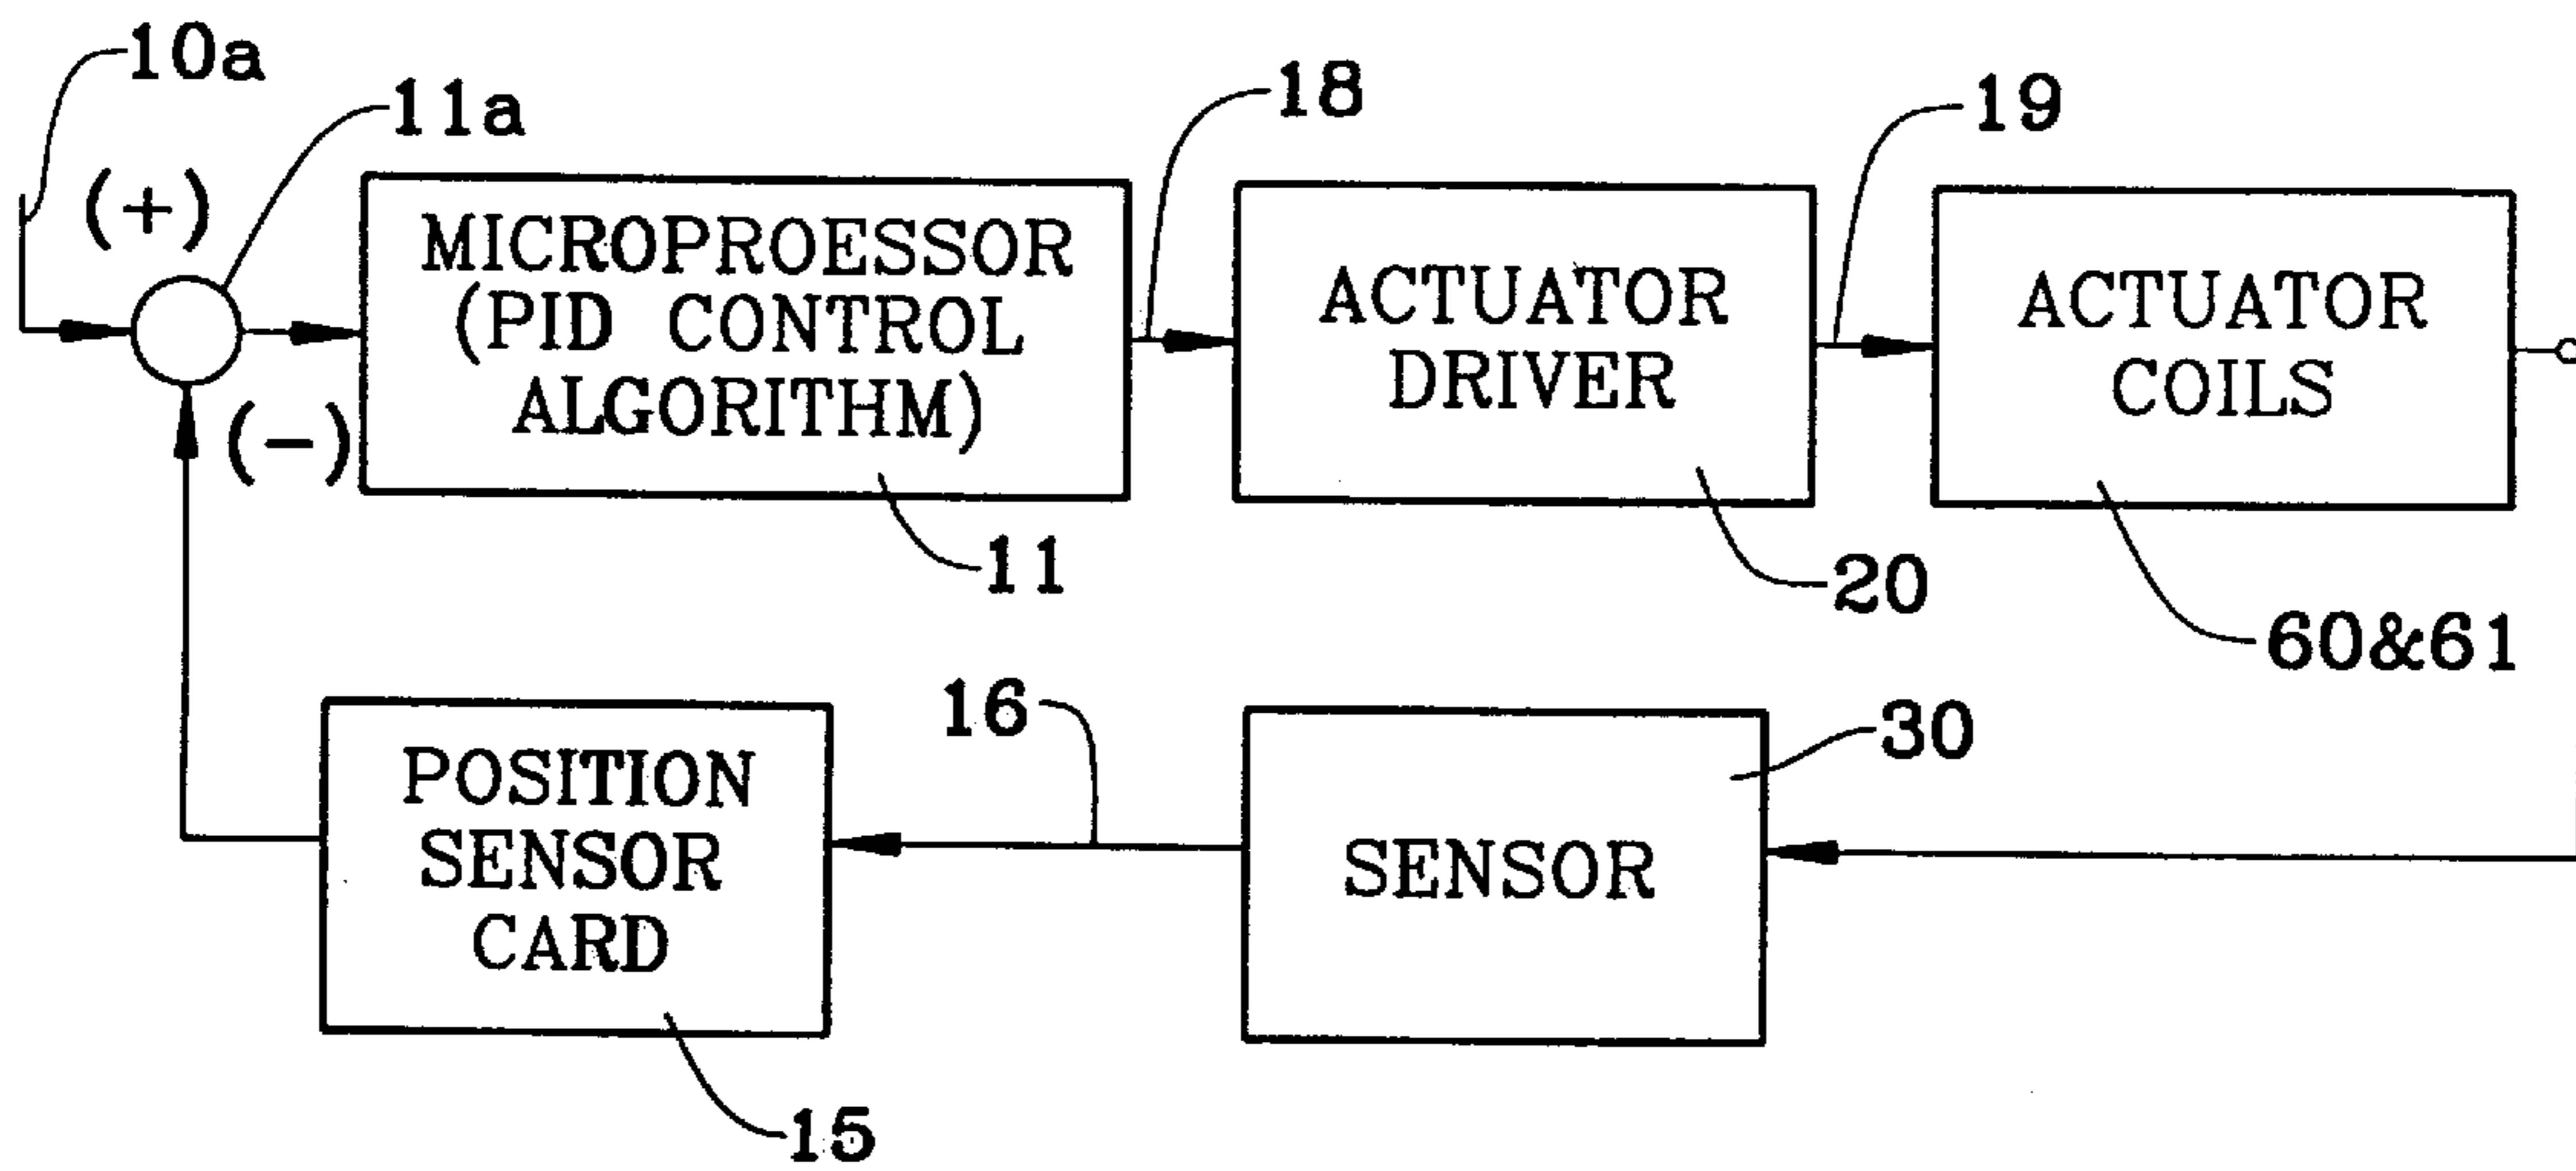 10a
11a
18
19
(+)
MICROPROESSOR
(PID CONTROL
ALGORITHM)
ACTUATOR
DRIVER
ACTUATOR
COILS
(-)
11
20
60&61
16
30
POSITION
SENSOR
CARD
SENSOR
15